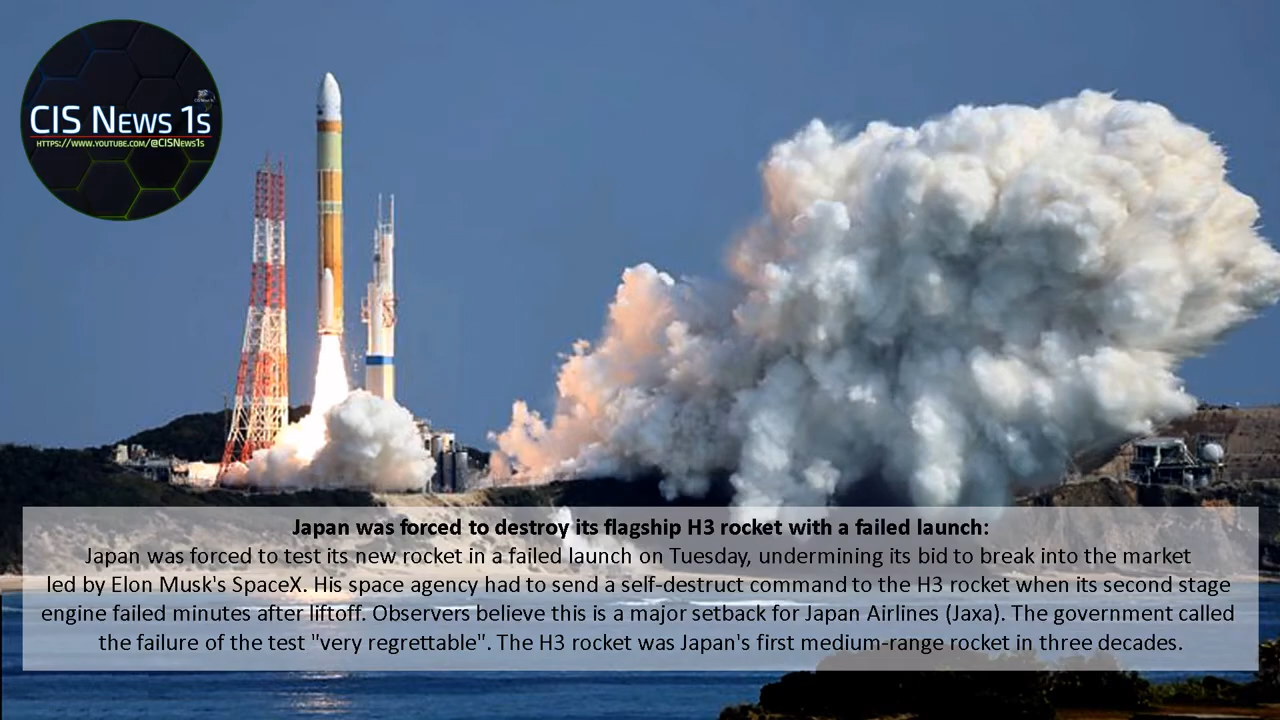 CIS News 1s
https://www.youtube.com/@CISNews1s
Japan was forced to destroy its flagship H3 rocket with a failed launch:
Japan was forced to test its new rocket in a failed launch on Tuesday, undermining its bid to break into the market
led by Elon Musk's SpaceX. His space agency had to send a self-destruct command to the H3 rocket when its second stage
engine failed minutes after liftoff. Observers believe this is a major setback for Japan Airlines (Jaxa). The government called
the failure of the test "very regrettable". The H3 rocket was Japan's first medium-range rocket in three decades.